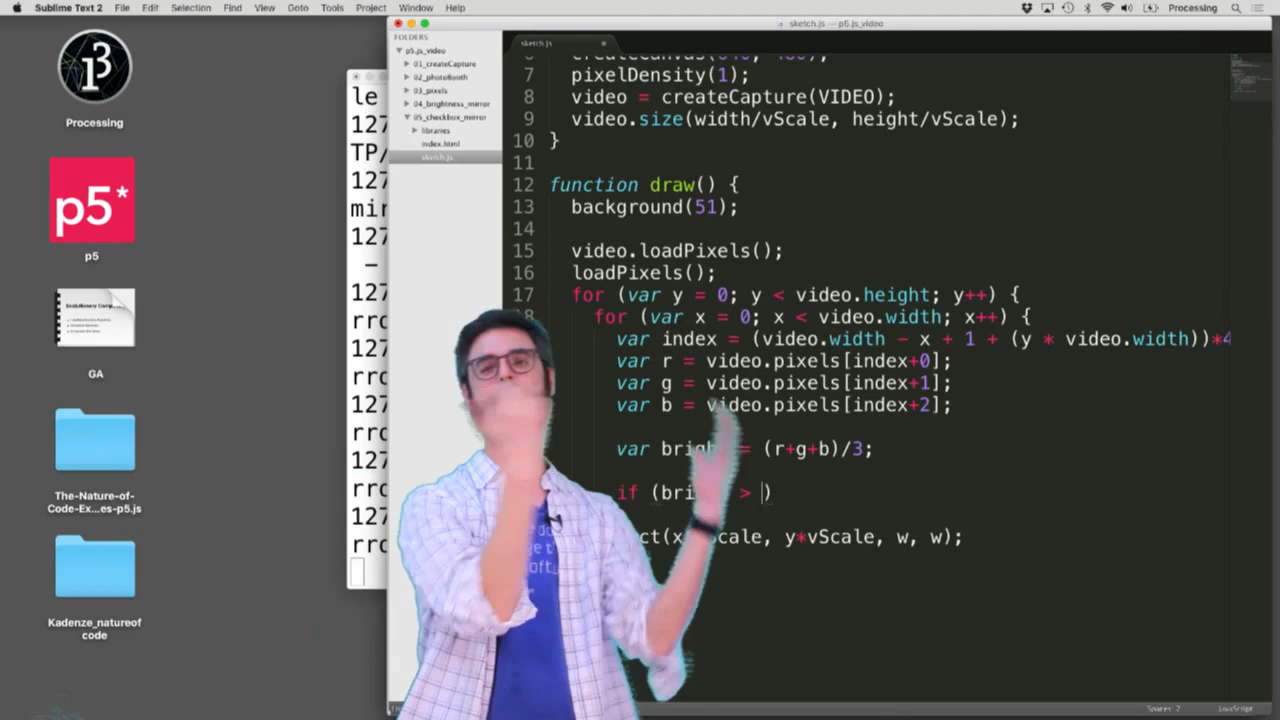 Sublime Text 2 File Edit Selection Find View Goto Tools Project Window Help Processing
sketch.js — p5.js_video
FOLDERS
p5.js_video
01_createCapture
02_photoBooth
03_pixels
04_brightness_mirror
05_checkbox_mirror
libraries
index.html
sketch.js
sketch.js
7 pixelDensity(1);
8 video = createCapture(VIDEO);
9 video.size(width/vScale, height/vScale);
10 }
11
12 function draw() {
13 background(51);
14
15 video.loadPixels();
16 loadPixels();
17 for (var y = 0; y < video.height; y++) {
for (var x = 0; x < video.width; x++) {
var index = (video.width - x + 1 + (y * video.width))*4
var r = video.pixels[index+0];
var g = video.pixels[index+1];
var b = video.pixels[index+2];
var brigh = (r+g+b)/3;
if (bri > )
ct(x scale, y*vScale, w, w);
Spaces: 2 JavaScript
le
127
TP/
127
mir
127
—
127
rro
127
rro
127
rro
127
rro
127
rro
Processing
p5*
p5
GA
The-Nature-of-
Code-Ex...es-p5.js
Kadenze_natureof
code